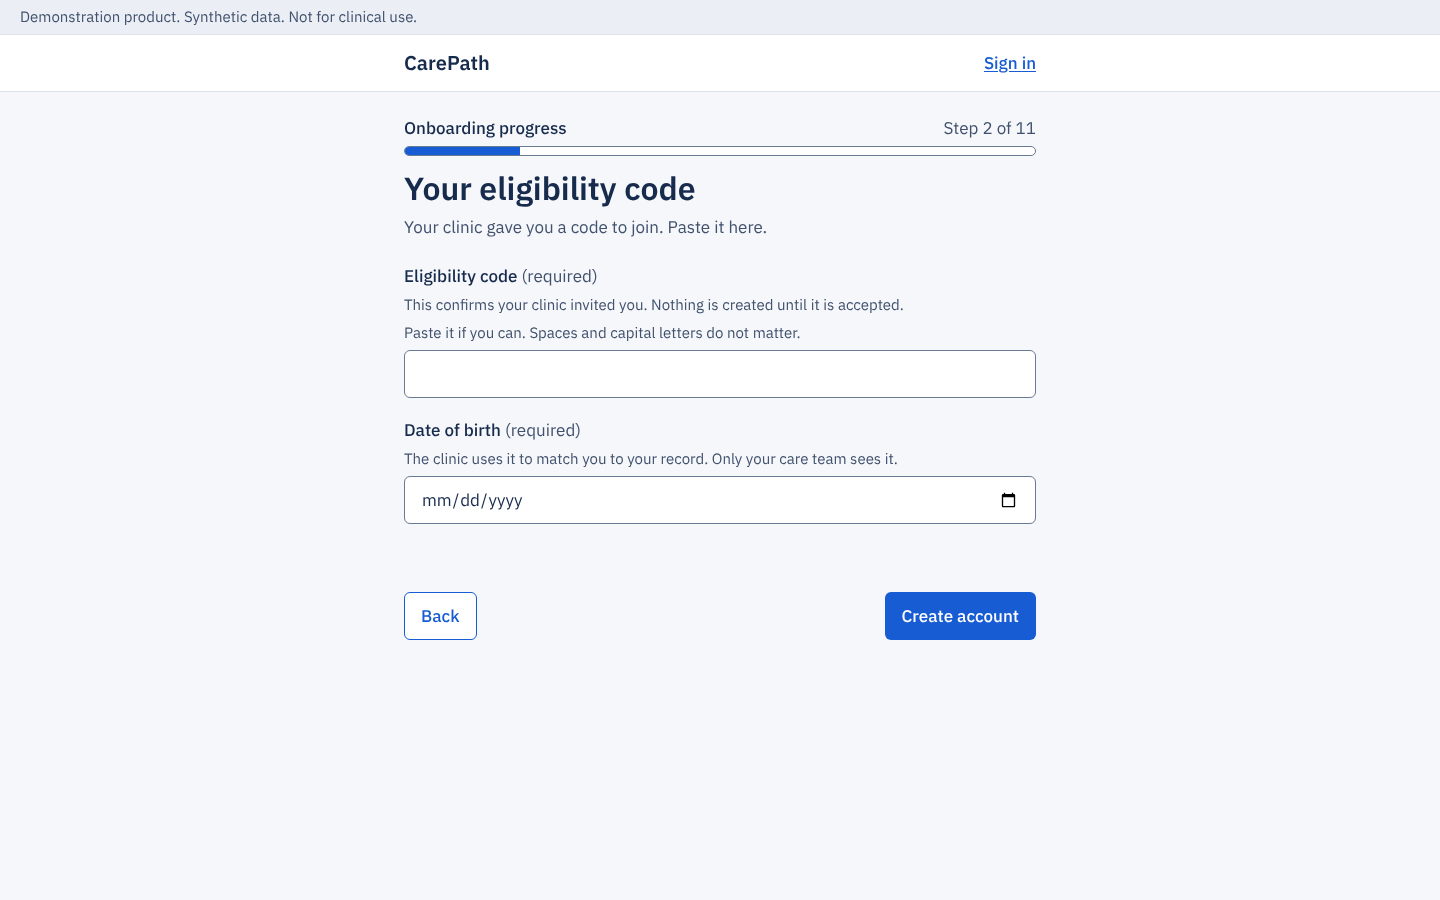 Demonstration product. Synthetic data. Not for clinical use.
CarePath
Sign in
Onboarding progress
Step 2 of 11
Your eligibility code
Your clinic gave you a code to join. Paste it here.
Eligibility code (required)
This confirms your clinic invited you. Nothing is created until it is accepted.
Paste it if you can. Spaces and capital letters do not matter.
Date of birth (required)
The clinic uses it to match you to your record. Only your care team sees it.
mm/dd/yyyy
Back
Create account